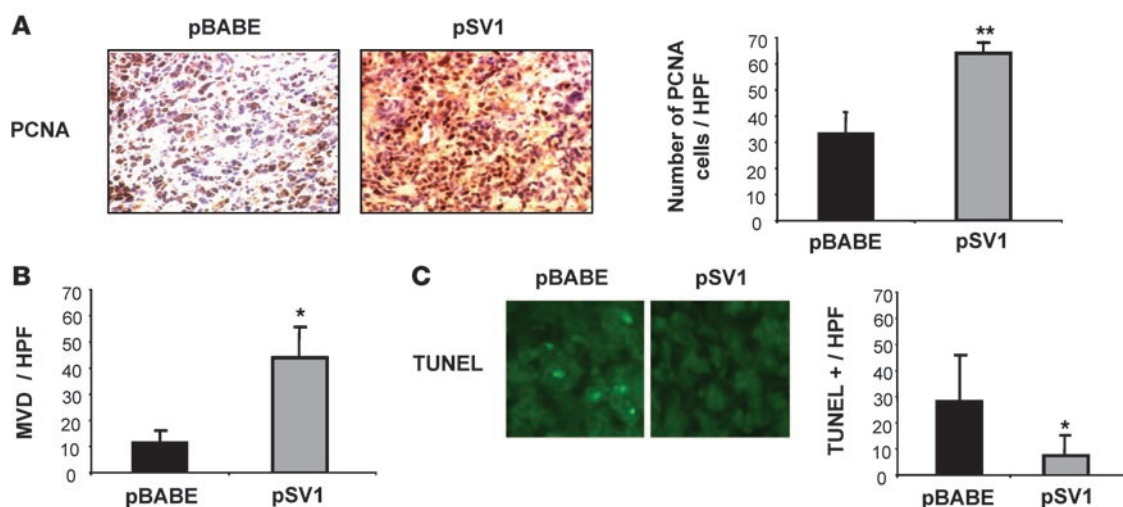 A
pBABE
pSV1
PCNA
Number of PCNA
cells / HPF
70
60
50
40
30
20
10
0
**
pBABE
pSV1
B
MVD / HPF
70
60
50
40
30
20
10
0
*
pBABE
pSV1
C
pBABE
pSV1
TUNEL
TUNEL + / HPF
70
60
50
40
30
20
10
0
*
pBABE
pSV1